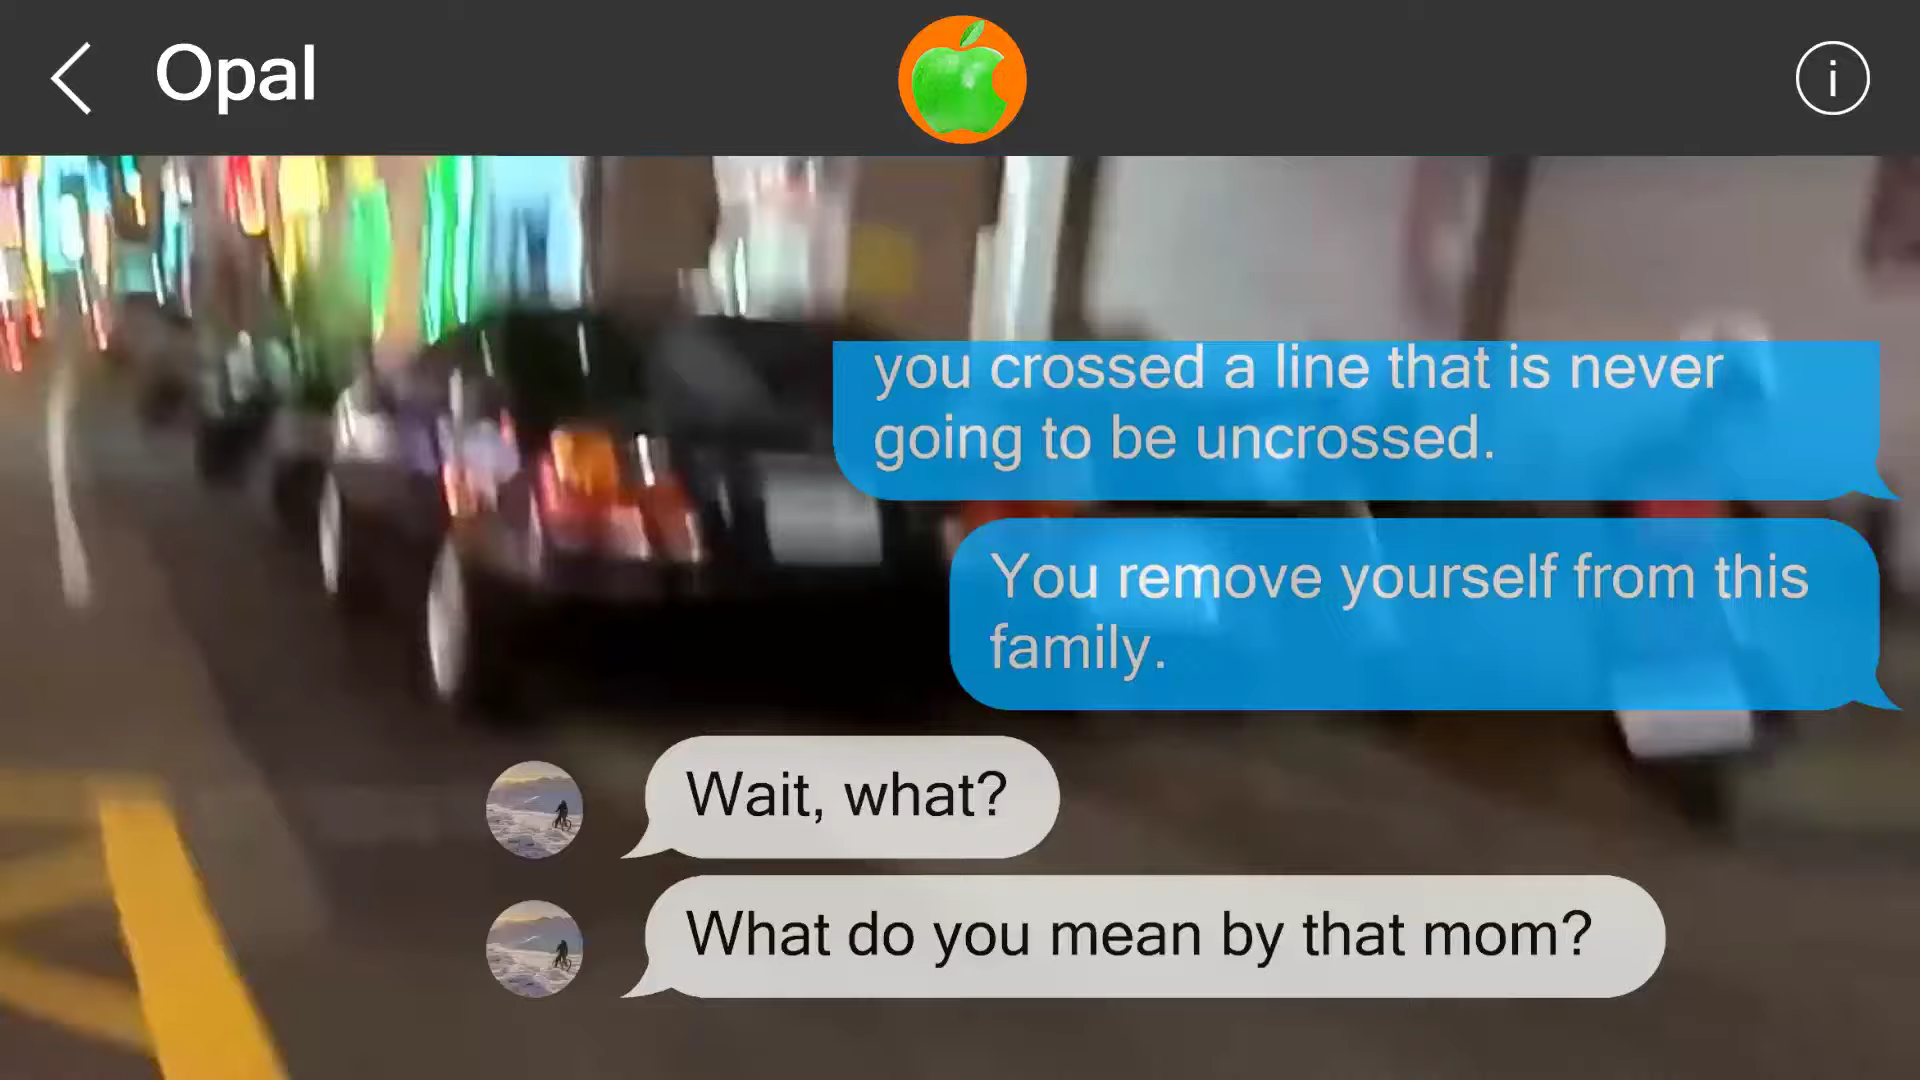 Opal
i
you crossed a line that is never
going to be uncrossed.
You remove yourself from this
family.
Wait, what?
What do you mean by that mom?